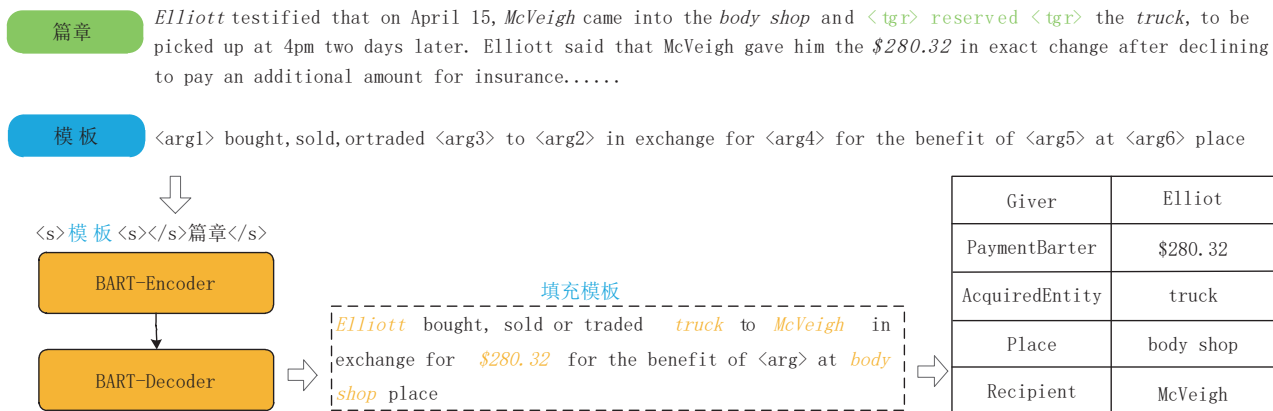 篇章
Elliott testified that on April 15, McVeigh came into the body shop and <tgr> reserved <tgr> the truck, to be
picked up at 4pm two days later. Elliott said that McVeigh gave him the $280.32 in exact change after declining
to pay an additional amount for insurance......
模板
<arg1> bought,sold,ortraded <arg3> to <arg2> in exchange for <arg4> for the benefit of <arg5> at <arg6> place
<s>模板<s></s>篇章</s>
BART-Encoder
BART-Decoder
填充模板
Elliott bought, sold or traded truck to McVeigh in
exchange for $280.32 for the benefit of <arg> at body
shop place
Giver Elliot
PaymentBarter $280.32
AcquiredEntity truck
Place body shop
Recipient McVeigh